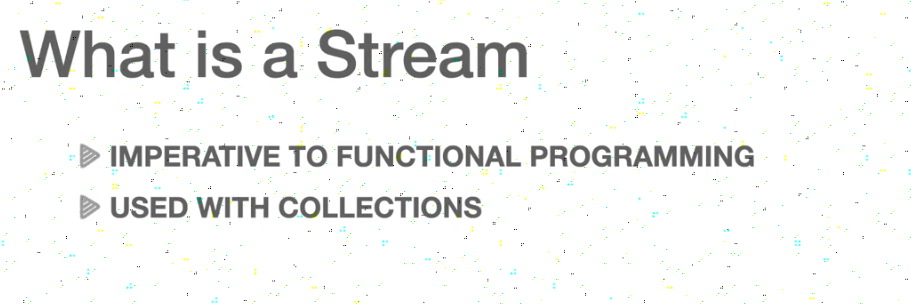 What is a Stream
IMPERATIVE TO FUNCTIONAL PROGRAMMING
USED WITH COLLECTIONS